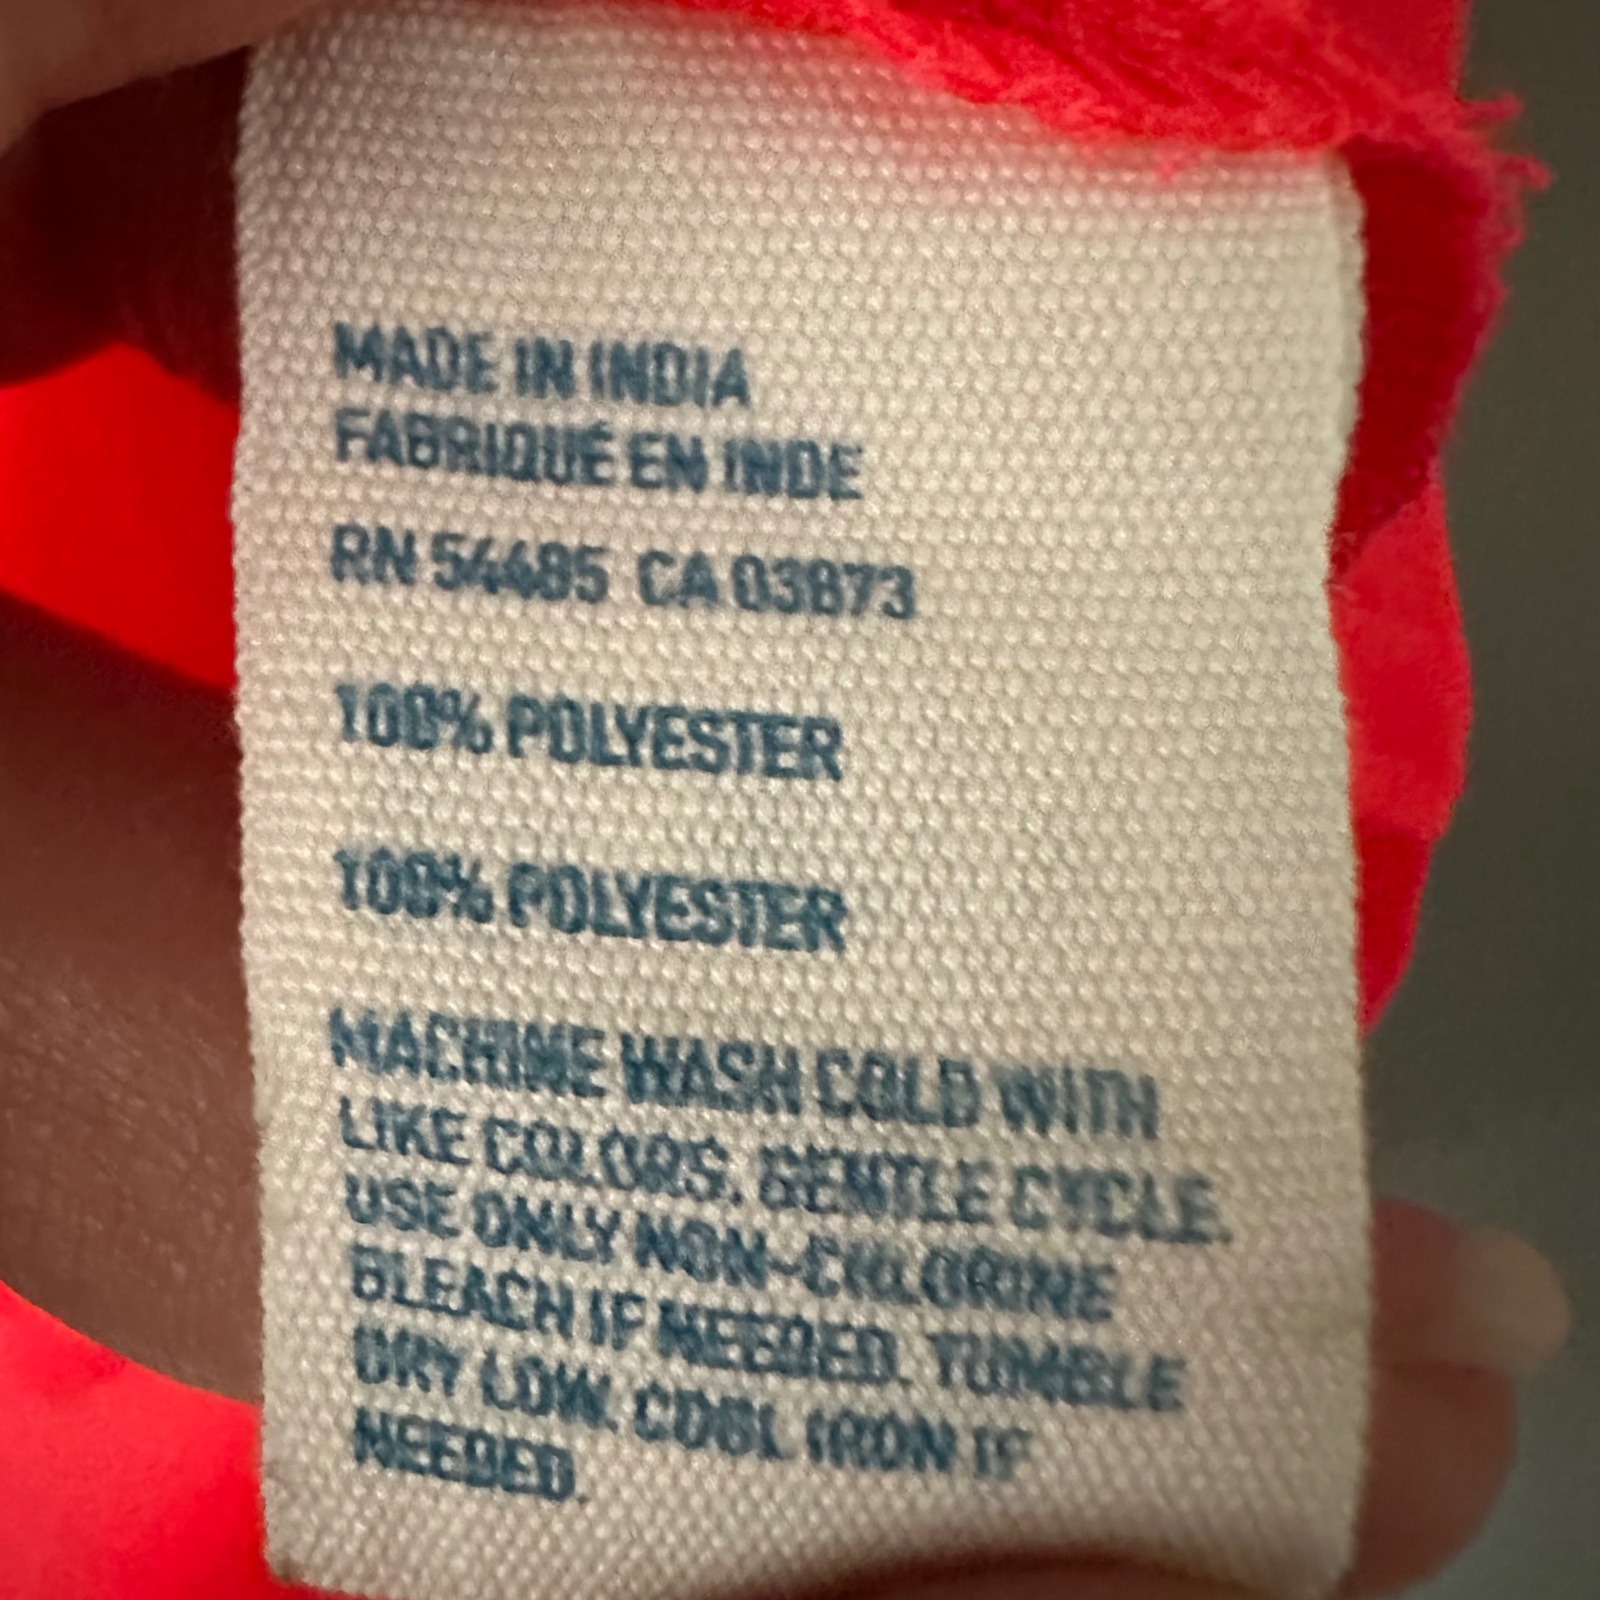 MADE IN INDIA
FABRIQUÉ EN INDE
RN 54485 CA 03873
100% POLYESTER
100% POLYESTER
MACHINE WASH COLD WITH
LIKE COLORS. GENTLE CYCLE.
USE ONLY NON-CHLORINE
BLEACH IF NEEDED. TUMBLE
DRY LOW. COOL IRON IF
NEEDED.